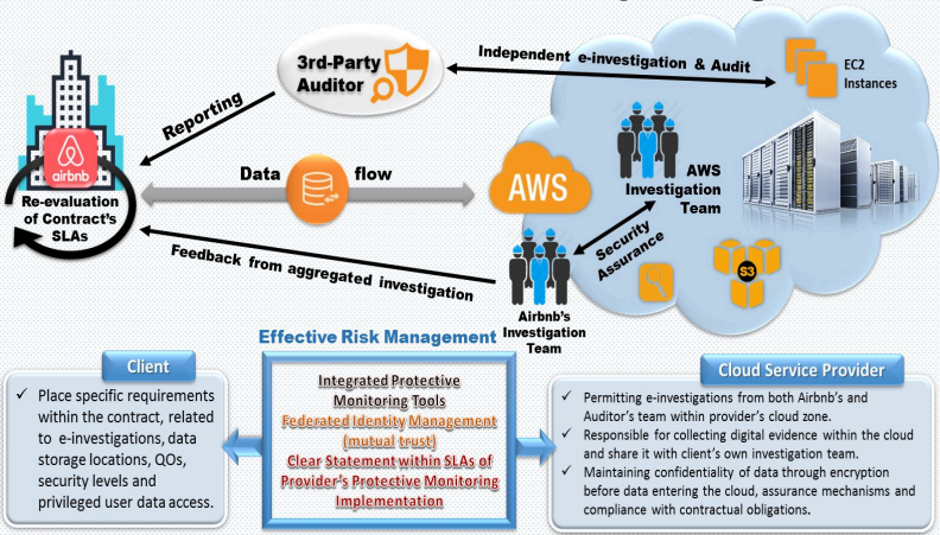 3rd-Party
Auditor
Independent e-investigation & Audit
EC2
Instances
Reporting
airbnb
Re-evaluation
of Contract's
SLAs
Data flow
AWS
AWS
Investigation
Team
Security
Assurance
S3
Feedback from aggregated investigation
Airbnb's
Investigation
Team
Effective Risk Management
Client
✓ Place specific requirements
within the contract, related
to e-investigations, data
storage locations, QOs,
security levels and
privileged user data access.
Integrated Protective
Monitoring Tools
Federated Identity Management
(mutual trust)
Clear Statement within SLAs of
Provider's Protective Monitoring
Implementation
Cloud Service Provider
✓ Permitting e-investigations from both Airbnb's and
Auditor's team within provider's cloud zone.
✓ Responsible for collecting digital evidence within the cloud
and share it with client's own investigation team.
✓ Maintaining confidentiality of data through encryption
before data entering the cloud, assurance mechanisms and
compliance with contractual obligations.